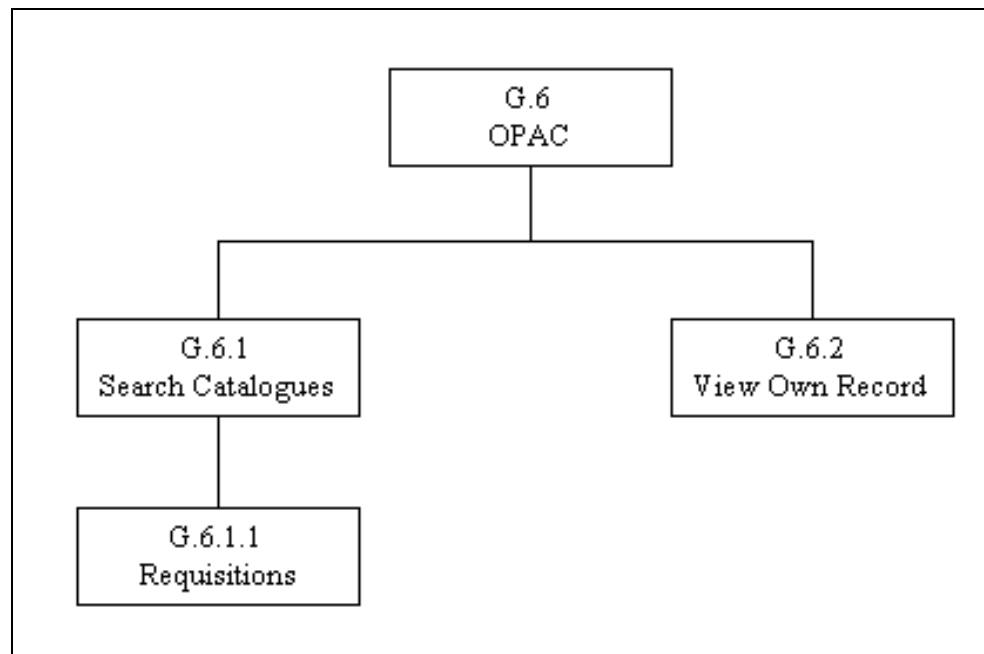 G.6
OPAC
G.6.1
Search Catalogues
G.6.2
View Own Record
G.6.1.1
Requisitions